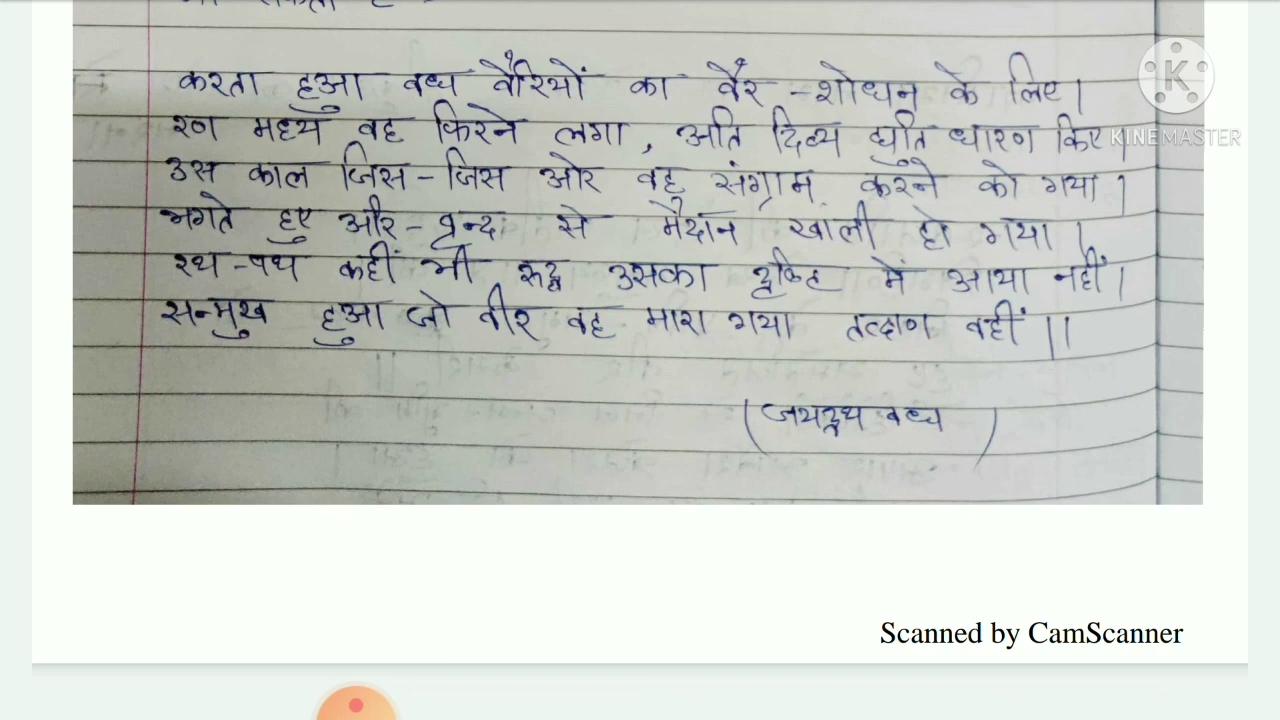 करता हुआ वध वैरियों का वैर -शोधन के लिए।
रण मध्य वह फिरने लगा, अति दिव्य द्युति धारण किए।
उस काल जिस-जिस ओर वह संग्राम करने को गया।
भगते हुए अरि-वृन्द से मैदान खाली हो गया।
रथ-पथ कहीं भी रुद्ध उसका दृष्टि में आया नहीं।
सन्मुख हुआ जो वीर वह मारा गया तत्क्षण वहीं॥
(जयद्रथ वध)
K
KINEMASTER
Scanned by CamScanner